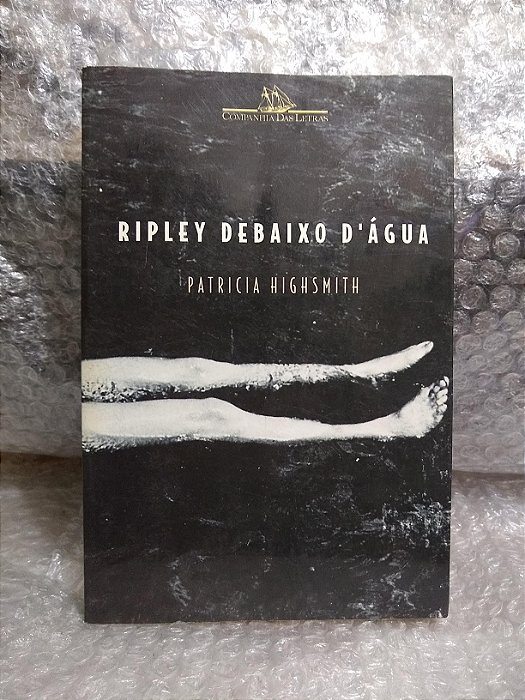 COMPANHIA DAS LETRAS
RIPLEY DEBAIXO D'ÁGUA
PATRICIA HIGHSMITH